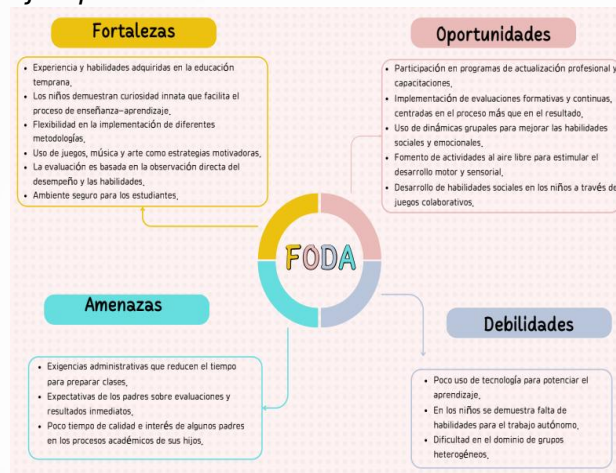 Fortalezas
• Experiencia y habilidades adquiridas en la educación
temprana.
• Los niños demuestran curiosidad innata que facilita el
proceso de enseñanza-aprendizaje.
• Flexibilidad en la implementación de diferentes
metodologías.
• Uso de juegos, música y arte como estrategias motivadoras.
• La evaluación es basada en la observación directa del
desempeño y las habilidades.
• Ambiente seguro para los estudiantes.
Oportunidades
• Participación en programas de actualización profesional y
capacitaciones.
• Implementación de evaluaciones formativas y continuas,
centradas en el proceso más que en el resultado.
• Uso de dinámicas grupales para mejorar las habilidades
sociales y emocionales.
• Fomento de actividades al aire libre para estimular el
desarrollo motor y sensorial.
• Desarrollo de habilidades sociales en los niños a través de
juegos colaborativos.
FODA
Amenazas
• Exigencias administrativas que reducen el tiempo
para preparar clases.
• Expectativas de los padres sobre evaluaciones y
resultados inmediatos.
• Poco tiempo de calidad e interés de algunos padres
en los procesos académicos de sus hijos.
Debilidades
• Poco uso de tecnología para potenciar el
aprendizaje.
• En los niños se demuestra falta de
habilidades para el trabajo autónomo.
• Dificultad en el dominio de grupos
heterogéneos.